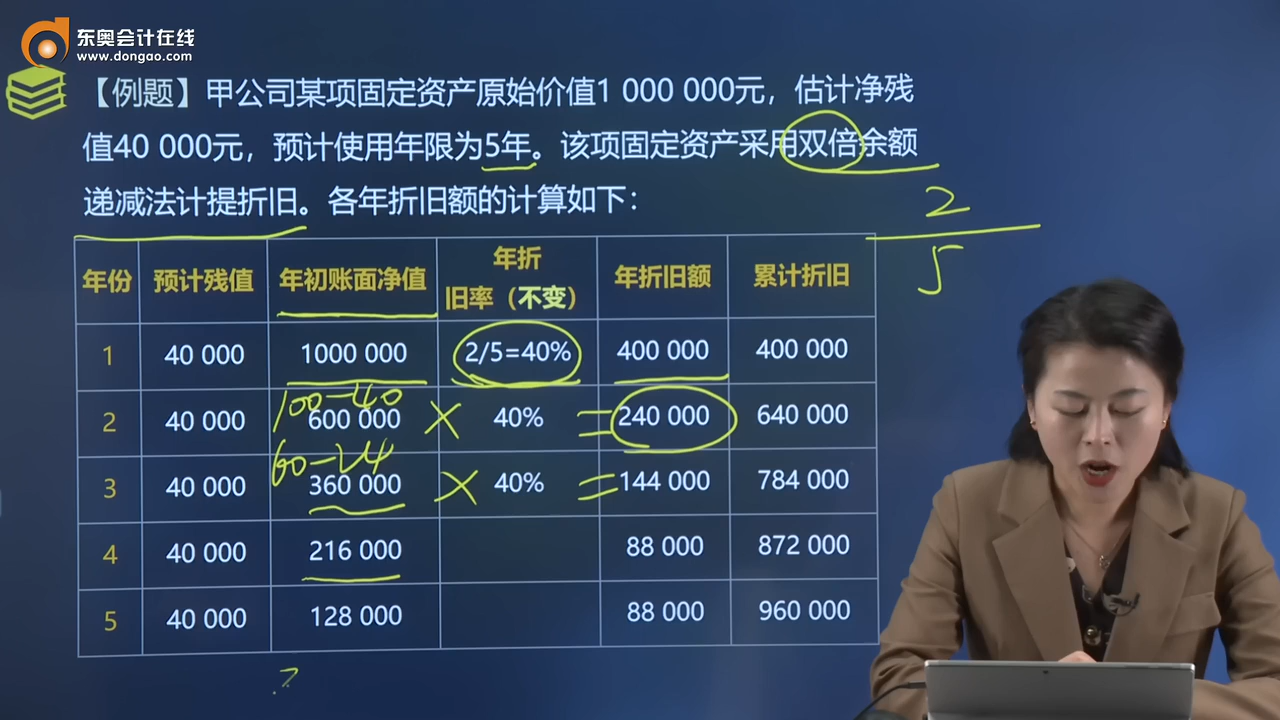 东奥会计在线
www.dongao.com
【例题】甲公司某项固定资产原始价值1 000 000元，估计净残
值40 000元，预计使用年限为5年。该项固定资产采用双倍余额
递减法计提折旧。各年折旧额的计算如下：
2
5
年份 预计残值 年初账面净值 年折旧率（不变） 年折旧额 累计折旧
1 40 000 1000 000 2/5=40% 400 000 400 000
100-40
2 40 000 600 000 × 40% = 240 000 640 000
60-24
3 40 000 360 000 × 40% = 144 000 784 000
4 40 000 216 000 88 000 872 000
5 40 000 128 000 88 000 960 000